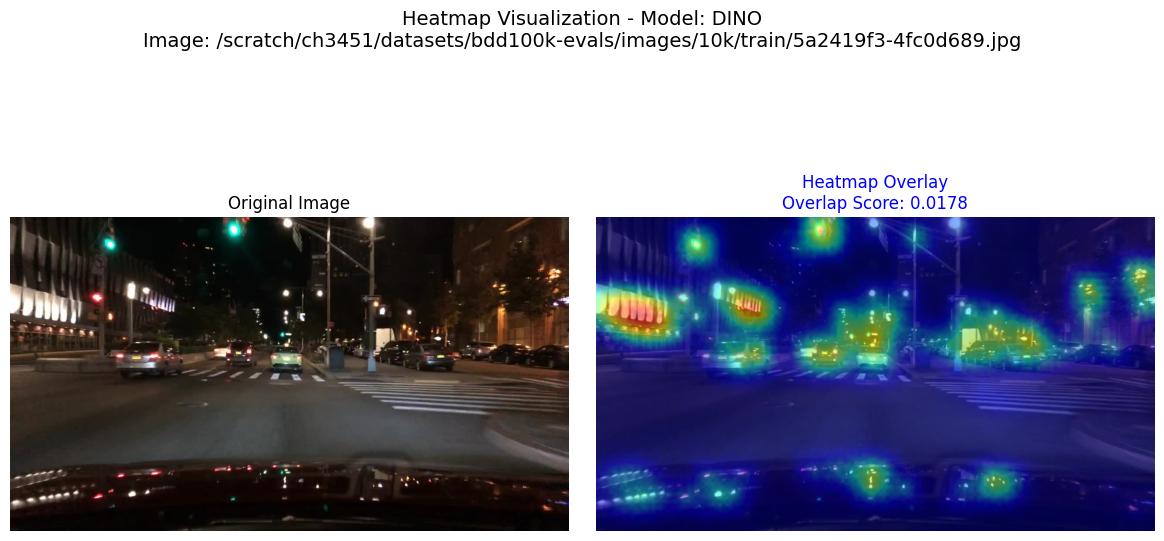 Heatmap Visualization - Model: DINO
Image: /scratch/ch3451/datasets/bdd100k-evals/images/10k/train/5a2419f3-4fc0d689.jpg
Original Image
Heatmap Overlay
Overlap Score: 0.0178